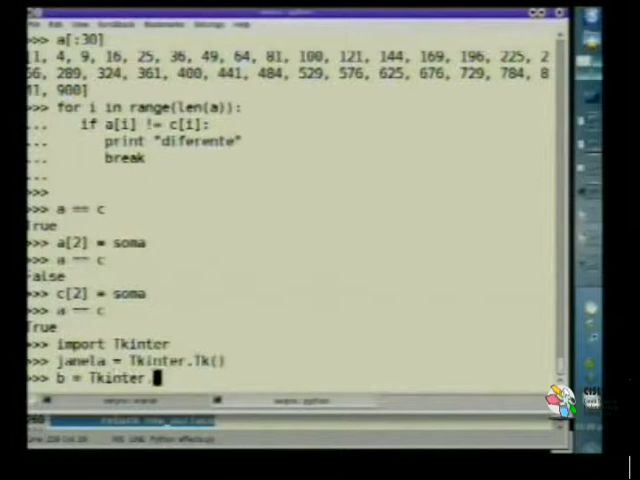 >>> a[:30]
[1, 4, 9, 16, 25, 36, 49, 64, 81, 100, 121, 144, 169, 196, 225, 2
56, 289, 324, 361, 400, 441, 484, 529, 576, 625, 676, 729, 784, 8
41, 900]
>>> for i in range(len(a)):
...     if a[i] != c[i]:
...         print "diferente"
...         break
...
>>>
>>> a == c
True
>>> a[2] = soma
>>> a == c
False
>>> c[2] = soma
>>> a == c
True
>>> import Tkinter
>>> janela = Tkinter.Tk()
>>> b = Tkinter.